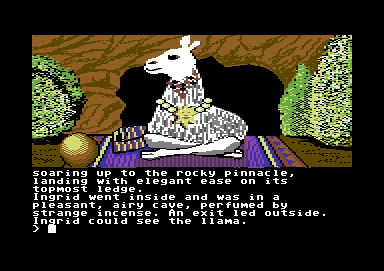 soaring up to the rocky pinnacle,
landing with elegant ease on its
topmost ledge.
Ingrid went inside and was in a
pleasant, airy cave, perfumed by
strange incense. An exit led outside.
Ingrid could see the llama.
>